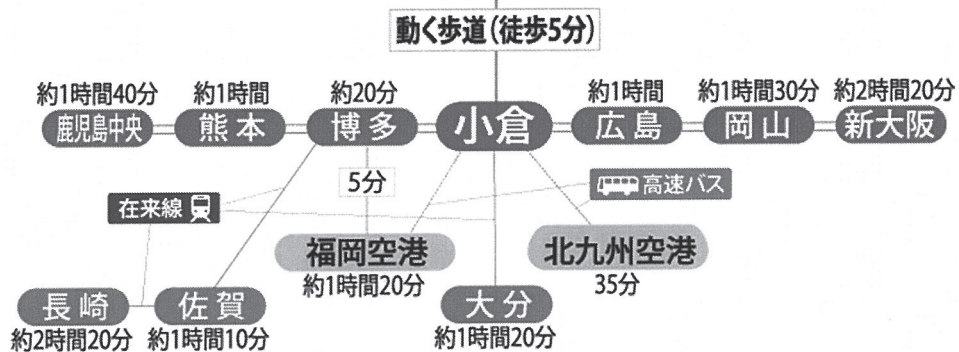 動く歩道(徒歩5分)
約1時間40分
約1時間
約20分
約1時間
約1時間30分
約2時間20分
鹿児島中央
熊本
博多
小倉
広島
岡山
新大阪
5分
高速バス
在来線
福岡空港
約1時間20分
北九州空港
35分
長崎
約2時間20分
佐賀
約1時間10分
大分
約1時間20分